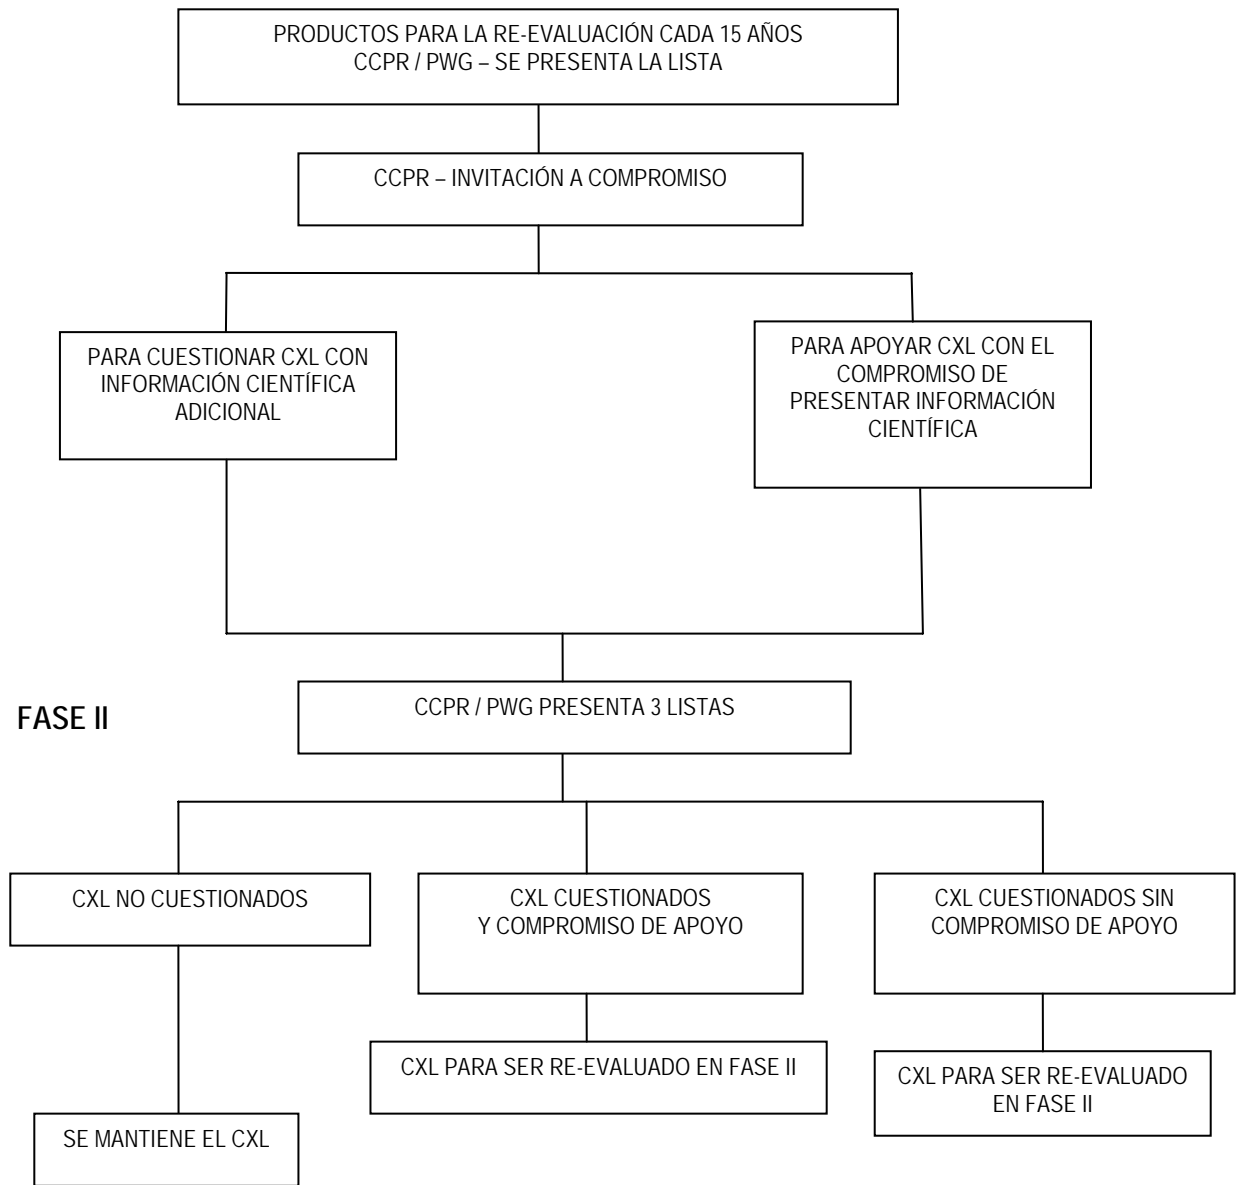 PRODUCTOS PARA LA RE-EVALUACIÓN CADA 15 AÑOS
CCPR / PWG – SE PRESENTA LA LISTA
CCPR – INVITACIÓN A COMPROMISO
PARA CUESTIONAR CXL CON
INFORMACIÓN CIENTÍFICA
ADICIONAL
PARA APOYAR CXL CON EL
COMPROMISO DE
PRESENTAR INFORMACIÓN
CIENTÍFICA
CCPR / PWG PRESENTA 3 LISTAS
FASE II
CXL NO CUESTIONADOS
CXL CUESTIONADOS
Y COMPROMISO DE APOYO
CXL CUESTIONADOS SIN
COMPROMISO DE APOYO
CXL PARA SER RE-EVALUADO EN FASE II
CXL PARA SER RE-EVALUADO
EN FASE II
SE MANTIENE EL CXL